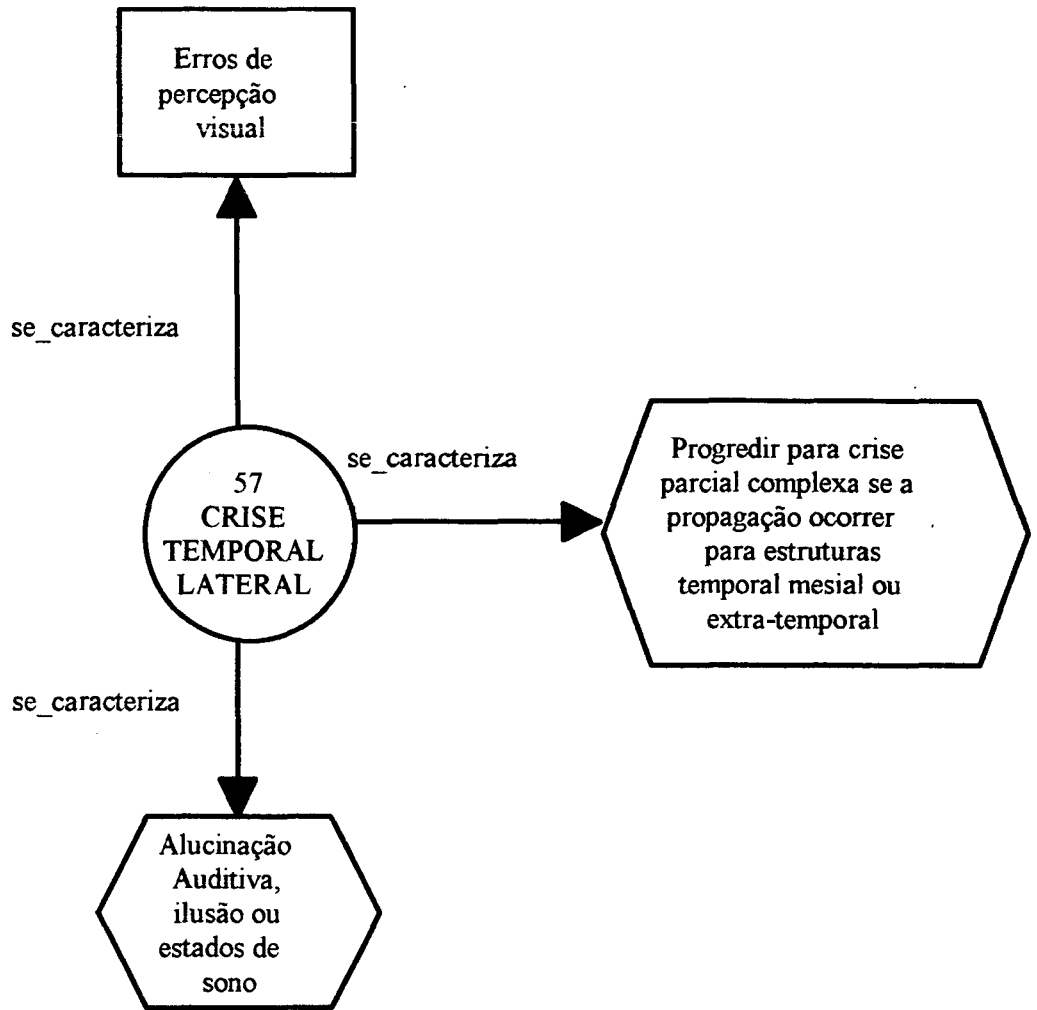 Erros de
percepção
visual
se_caracteriza
57
CRISE
TEMPORAL
LATERAL
se_caracteriza
Progredir para crise
parcial complexa se a
propagação ocorrer
para estruturas
temporal mesial ou
extra-temporal
se_caracteriza
Alucinação
Auditiva,
ilusão ou
estados de
sono